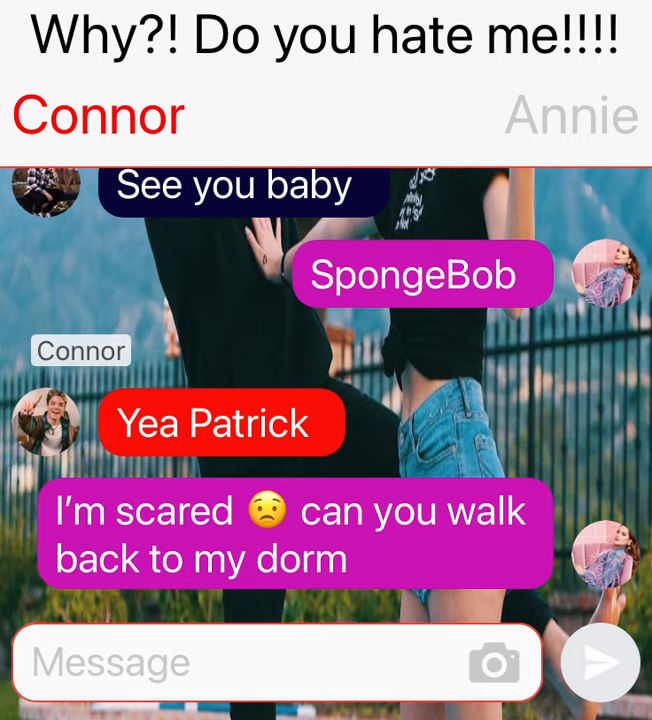 Why?! Do you hate me!!!!
Connor
Annie
See you baby
SpongeBob
Connor
Yea Patrick
I'm scared 😟 can you walk
back to my dorm
Message